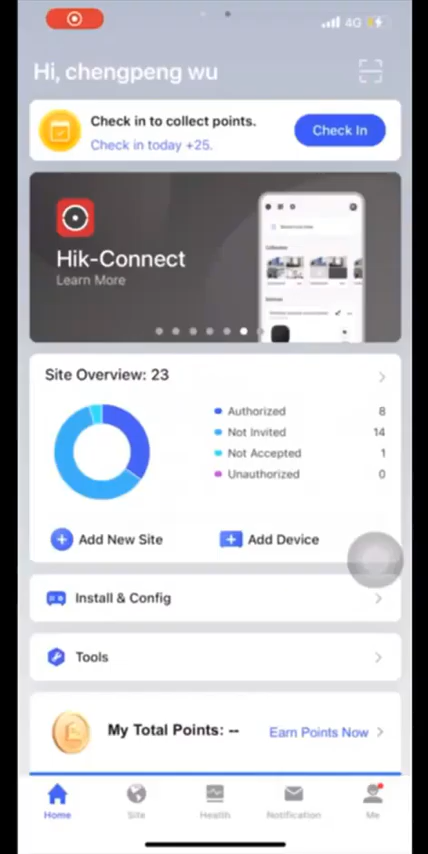 4G
Hi, chengpeng wu
Check in to collect points.
Check in today +25.
Check In
Hik-Connect
Learn More
Site Overview: 23
Authorized 8
Not Invited 14
Not Accepted 1
Unauthorized 0
Add New Site
Add Device
Install & Config
Tools
My Total Points: --
Earn Points Now
Home
Site
Health
Notification
Me